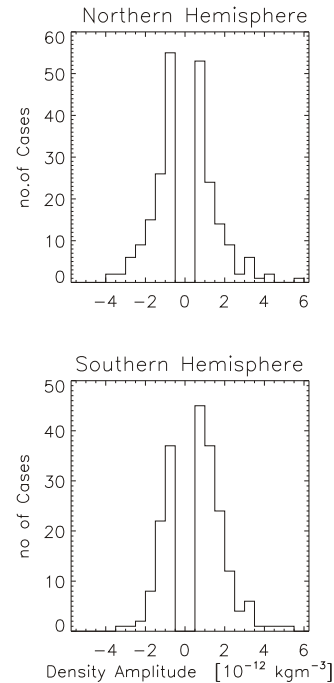 Northern Hemisphere
60
50
40
30
20
10
0
no.of Cases
−4 −2 0 2 4 6
Southern Hemisphere
50
40
30
20
10
0
no of Cases
−4 −2 0 2 4 6
Density Amplitude [10⁻¹² kgm⁻³]